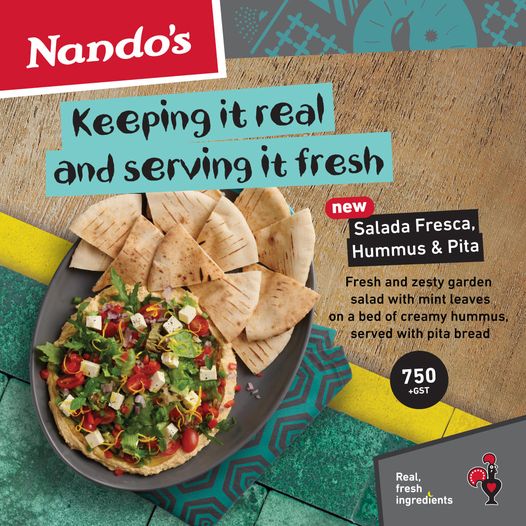 Nando's
Keeping it real
and serving it fresh
new
Salada Fresca,
Hummus & Pita
Fresh and zesty garden
salad with mint leaves
on a bed of creamy hummus,
served with pita bread
750
+GST
Real,
fresh
ingredients